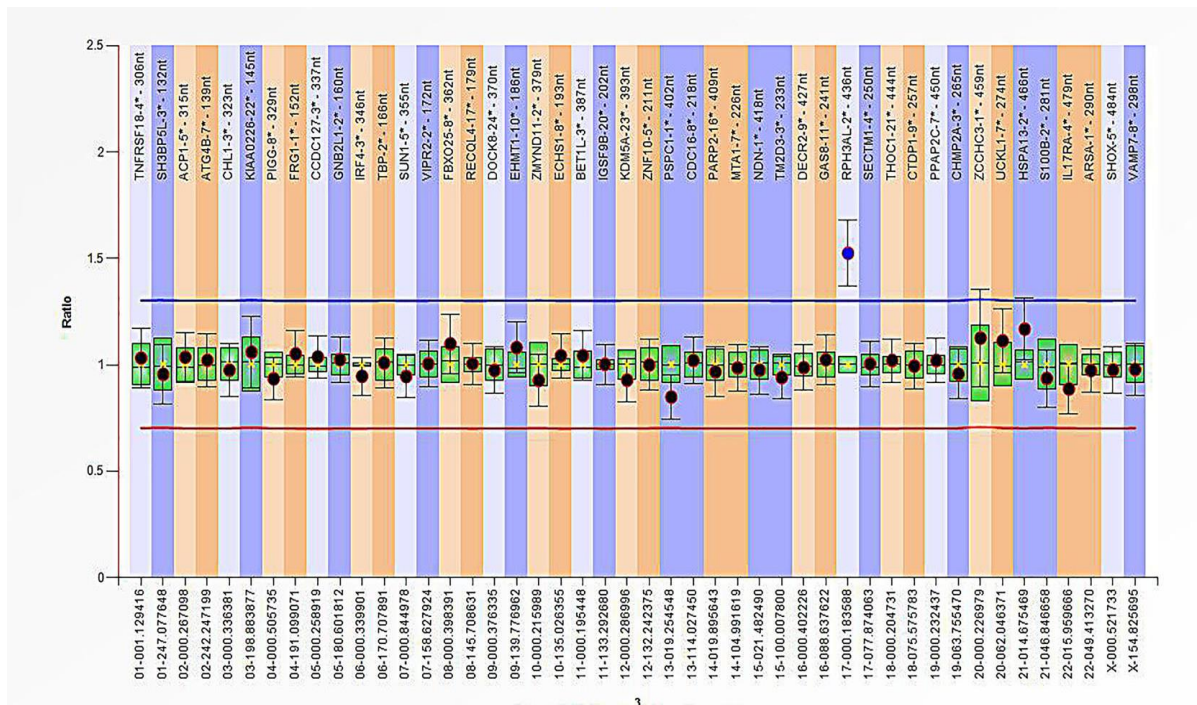 2.5
2
1.5
1
0.5
0
Ratio
TNFRSF18-4* - 306nt
SH3BP5L-3* - 132nt
ACP1-5* - 315nt
ATG4B-7* - 139nt
CHL1-3* - 323nt
KIAA0226-22* - 145nt
PIGG-8* - 329nt
FRG1-1* - 152nt
CCDC127-3* - 337nt
GNB2L1-2* - 160nt
IRF4-3* - 346nt
TBP-2* - 166nt
SUN1-5* - 355nt
VIPR2-2* - 172nt
FBXO25-8* - 362nt
RECQL4-17* - 179nt
DOCK8-24* - 370nt
EHMT1-10* - 186nt
ZMYND11-2* - 379nt
ECHS1-8* - 193nt
BET1L-3* - 387nt
IGSF9B-20* - 202nt
KDM5A-23* - 393nt
ZNF10-5* - 211nt
PSPC1-1* - 402nt
CDC16-8* - 218nt
PARP2-16* - 409nt
MTA1-7* - 226nt
NDN-1* - 418nt
TM2D3-3* - 233nt
DECR2-9* - 427nt
GAS8-11* - 241nt
RPH3AL-2* - 436nt
SECTM1-4* - 250nt
THOC1-21* - 444nt
CTDP1-9* - 257nt
PPAP2C-7* - 450nt
CHMP2A-3* - 265nt
ZCCHC3-1* - 459nt
UCKL1-7* - 274nt
HSPA13-2* - 466nt
S100B-2* - 281nt
IL17RA-4* - 479nt
ARSA-1* - 290nt
SHOX-5* - 484nt
VAMP7-8* - 298nt
01-001.129416
01-247.077648
02-000.267098
02-242.247199
03-000.336381
03-198.883877
04-000.505735
04-191.099071
05-000.258919
05-180.601812
06-000.339901
06-170.707891
07-000.844978
07-158.627924
08-000.398391
08-145.708631
09-000.376335
09-139.776962
10-000.215989
10-135.026355
11-000.195448
11-133.292680
12-000.286996
12-132.242375
13-019.254548
13-114.027450
14-019.895643
14-104.991619
15-021.482490
15-100.007800
16-000.402226
16-088.637622
17-000.183588
17-077.874063
18-000.204731
18-075.575783
19-000.232437
19-063.755470
20-000.226979
20-062.046371
21-014.675469
21-046.846658
22-015.959666
22-049.413270
X-000.521733
X-154.825695
3